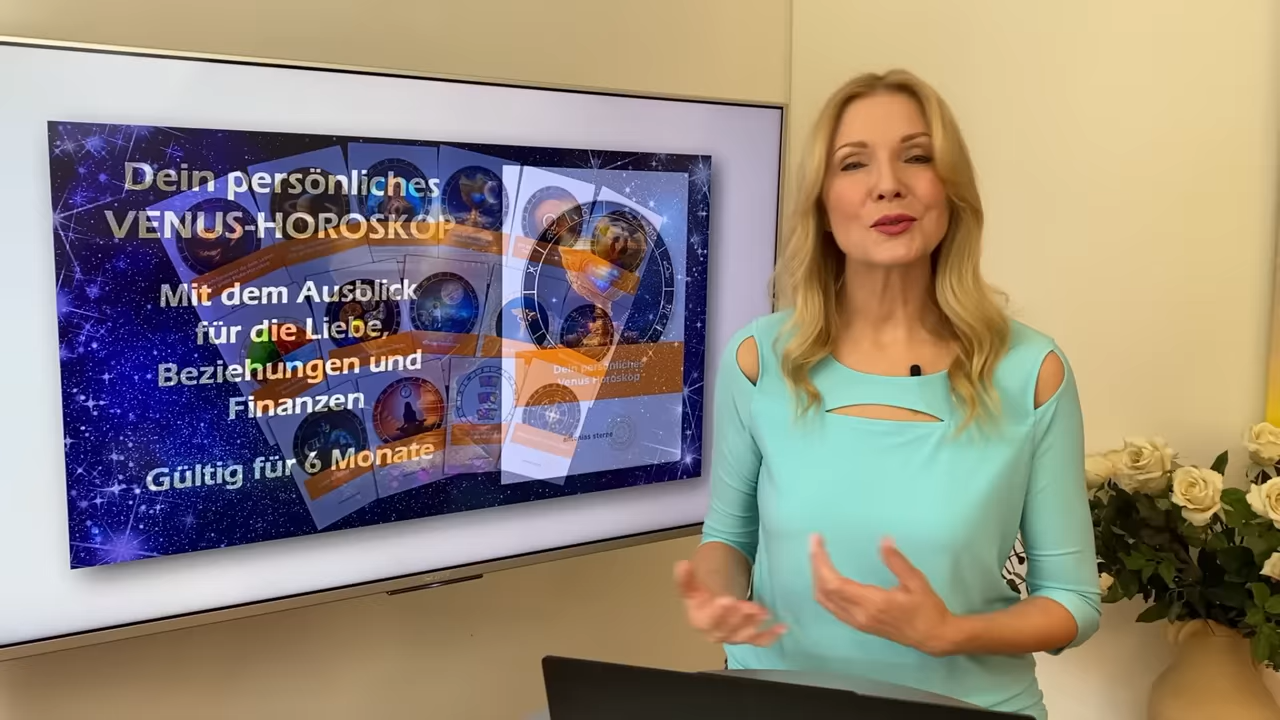 Dein persönliches
VENUS-HOROSKOP
Mit dem Ausblick
für die Liebe,
Beziehungen und
Finanzen
Gültig für 6 Monate
Dein persönliches
Venus Horoskop
sterne